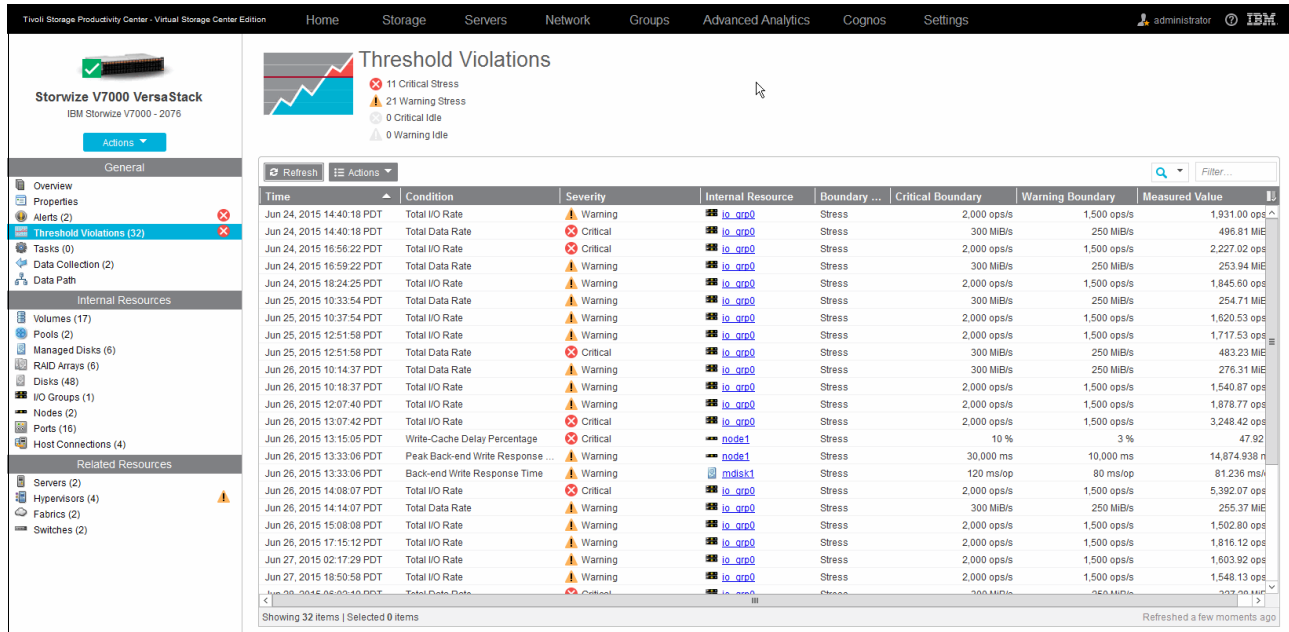 Tivoli Storage Productivity Center - Virtual Storage Center Edition Home Storage Servers Network Groups Advanced Analytics Cognos Settings administrator IBM.
Storwize V7000 VersaStack
IBM Storwize V7000 - 2076
Actions
General
Overview
Properties
Alerts (2)
Threshold Violations (32)
Tasks (0)
Data Collection (2)
Data Path
Internal Resources
Volumes (17)
Pools (2)
Managed Disks (6)
RAID Arrays (6)
Disks (48)
I/O Groups (1)
Nodes (2)
Ports (16)
Host Connections (4)
Related Resources
Servers (2)
Hypervisors (4)
Fabrics (2)
Switches (2)
Threshold Violations
11 Critical Stress
21 Warning Stress
0 Critical Idle
0 Warning Idle
Refresh Actions Filter...
Time Condition Severity Internal Resource Boundary ... Critical Boundary Warning Boundary Measured Value
Jun 24, 2015 14:40:18 PDT Total I/O Rate Warning io_grp0 Stress 2,000 ops/s 1,500 ops/s 1,931.00 ops
Jun 24, 2015 14:40:18 PDT Total Data Rate Critical io_grp0 Stress 300 MiB/s 250 MiB/s 496.81 MiB
Jun 24, 2015 16:56:22 PDT Total I/O Rate Critical io_grp0 Stress 2,000 ops/s 1,500 ops/s 2,227.02 ops
Jun 24, 2015 16:59:22 PDT Total Data Rate Warning io_grp0 Stress 300 MiB/s 250 MiB/s 253.94 MiB
Jun 24, 2015 18:24:25 PDT Total I/O Rate Warning io_grp0 Stress 2,000 ops/s 1,500 ops/s 1,845.60 ops
Jun 25, 2015 10:33:54 PDT Total Data Rate Warning io_grp0 Stress 300 MiB/s 250 MiB/s 254.71 MiB
Jun 25, 2015 10:37:54 PDT Total I/O Rate Warning io_grp0 Stress 2,000 ops/s 1,500 ops/s 1,620.53 ops
Jun 25, 2015 12:51:58 PDT Total I/O Rate Warning io_grp0 Stress 2,000 ops/s 1,500 ops/s 1,717.53 ops
Jun 25, 2015 12:51:58 PDT Total Data Rate Critical io_grp0 Stress 300 MiB/s 250 MiB/s 483.23 MiB
Jun 26, 2015 10:14:37 PDT Total Data Rate Warning io_grp0 Stress 300 MiB/s 250 MiB/s 276.31 MiB
Jun 26, 2015 10:18:37 PDT Total I/O Rate Warning io_grp0 Stress 2,000 ops/s 1,500 ops/s 1,540.87 ops
Jun 26, 2015 12:07:40 PDT Total I/O Rate Warning io_grp0 Stress 2,000 ops/s 1,500 ops/s 1,878.77 ops
Jun 26, 2015 13:07:42 PDT Total I/O Rate Critical io_grp0 Stress 2,000 ops/s 1,500 ops/s 3,248.42 ops
Jun 26, 2015 13:15:05 PDT Write-Cache Delay Percentage Critical node1 Stress 10 % 3 % 47.92
Jun 26, 2015 13:33:06 PDT Peak Back-end Write Response ... Warning node1 Stress 30,000 ms 10,000 ms 14,874.938 m
Jun 26, 2015 13:33:06 PDT Back-end Write Response Time Warning mdisk1 Stress 120 ms/op 80 ms/op 81.236 ms/
Jun 26, 2015 14:08:07 PDT Total I/O Rate Critical io_grp0 Stress 2,000 ops/s 1,500 ops/s 5,392.07 ops
Jun 26, 2015 14:14:07 PDT Total Data Rate Warning io_grp0 Stress 300 MiB/s 250 MiB/s 255.37 MiB
Jun 26, 2015 15:08:08 PDT Total I/O Rate Warning io_grp0 Stress 2,000 ops/s 1,500 ops/s 1,502.80 ops
Jun 26, 2015 17:15:12 PDT Total I/O Rate Warning io_grp0 Stress 2,000 ops/s 1,500 ops/s 1,816.12 ops
Jun 27, 2015 02:17:29 PDT Total I/O Rate Warning io_grp0 Stress 2,000 ops/s 1,500 ops/s 1,603.92 ops
Jun 27, 2015 18:50:58 PDT Total I/O Rate Warning io_grp0 Stress 2,000 ops/s 1,500 ops/s 1,548.13 ops
Showing 32 items | Selected 0 items Refreshed a few moments ago